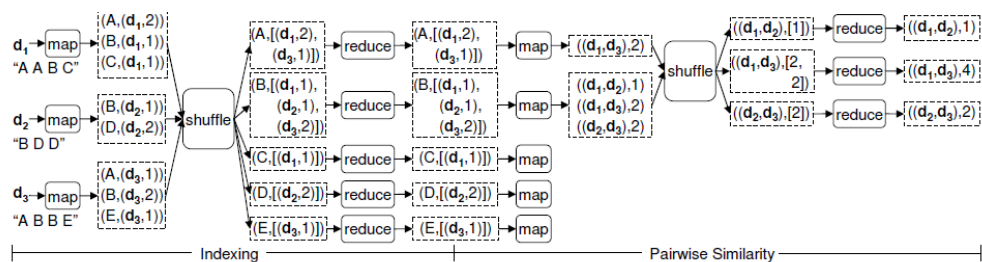 d1 map
"A A B C"
(A,(d1,2))
(B,(d1,1))
(C,(d1,1))
d2 map
"B D D"
(B,(d2,1))
(D,(d2,2))
d3 map
"A B B E"
(A,(d3,1))
(B,(d3,2))
(E,(d3,1))
shuffle
(A,[(d1,2),
(d3,1)])
reduce
(A,[(d1,2),
(d3,1)])
map
((d1,d3),2)
(B,[(d1,1),
(d2,1),
(d3,2)])
reduce
(B,[(d1,1),
(d2,1),
(d3,2)])
map
((d1,d2),1)
((d1,d3),2)
((d2,d3),2)
(C,[(d1,1)])
reduce
(C,[(d1,1)])
map
(D,[(d2,2)])
reduce
(D,[(d2,2)])
map
(E,[(d3,1)])
reduce
(E,[(d3,1)])
map
shuffle
((d1,d2),[1])
reduce
((d1,d2),1)
((d1,d3),[2,
2])
reduce
((d1,d3),4)
((d2,d3),[2])
reduce
((d2,d3),2)
Indexing
Pairwise Similarity